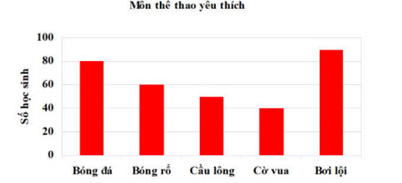 Môn thể thao yêu thích
Số học sinh
100
80
60
40
20
0
Bóng đá Bóng rổ Cầu lông Cờ vua Bơi lội